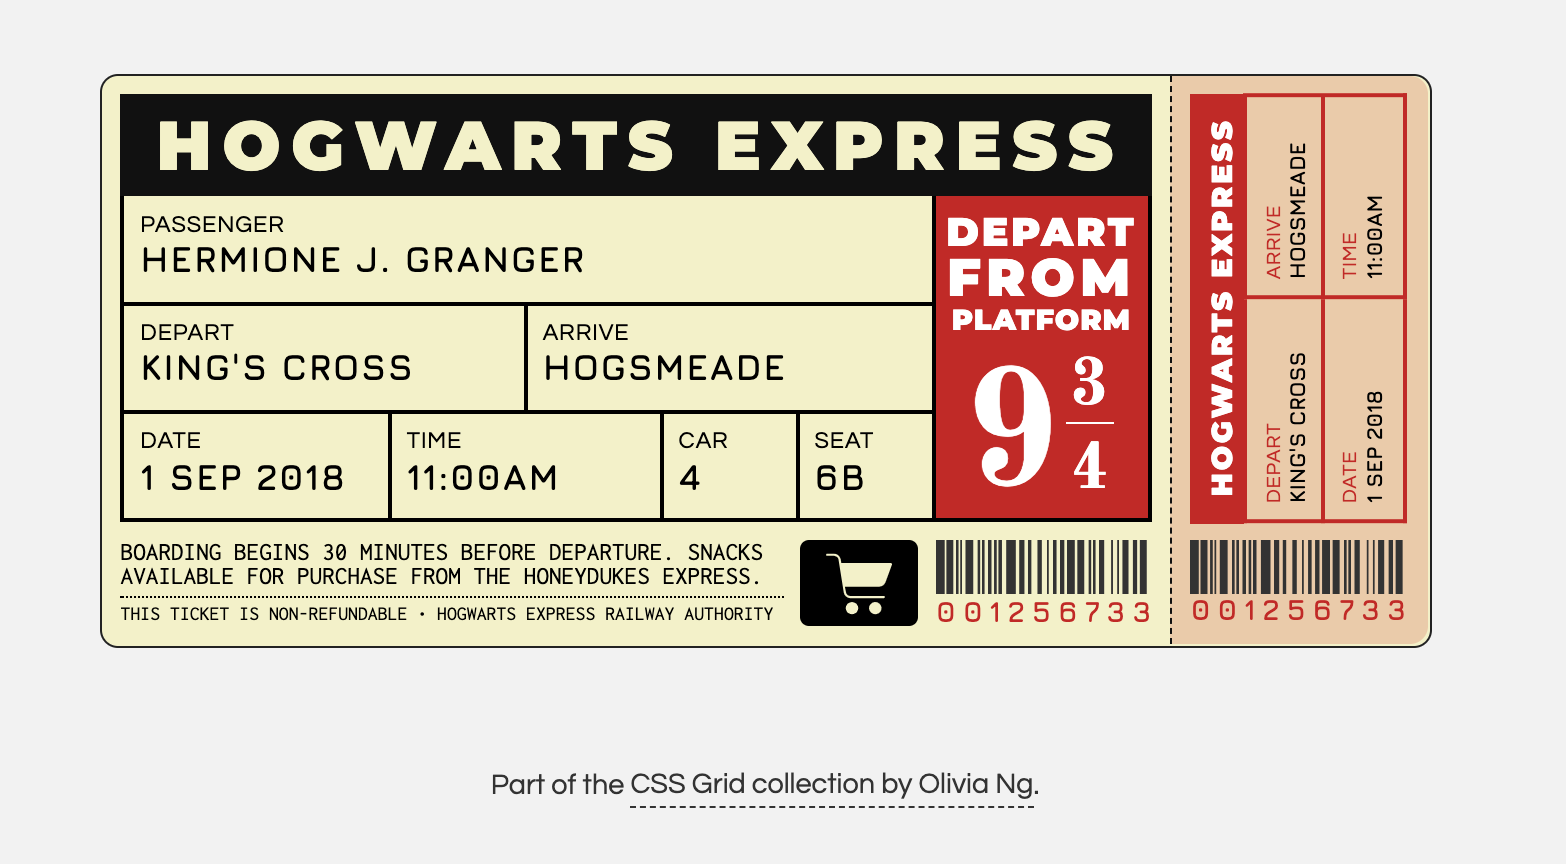 HOGWARTS EXPRESS
PASSENGER
HERMIONE J. GRANGER
DEPART
KING'S CROSS
ARRIVE
HOGSMEADE
DATE
1 SEP 2018
TIME
11:00AM
CAR
4
SEAT
6B
DEPART
FROM
PLATFORM
9 3/4
BOARDING BEGINS 30 MINUTES BEFORE DEPARTURE. SNACKS
AVAILABLE FOR PURCHASE FROM THE HONEYDUKES EXPRESS.
THIS TICKET IS NON-REFUNDABLE • HOGWARTS EXPRESS RAILWAY AUTHORITY
001256733
HOGWARTS EXPRESS
DEPART
KING'S CROSS
ARRIVE
HOGSMEADE
DATE
1 SEP 2018
TIME
11:00AM
001256733
Part of the CSS Grid collection by Olivia Ng.